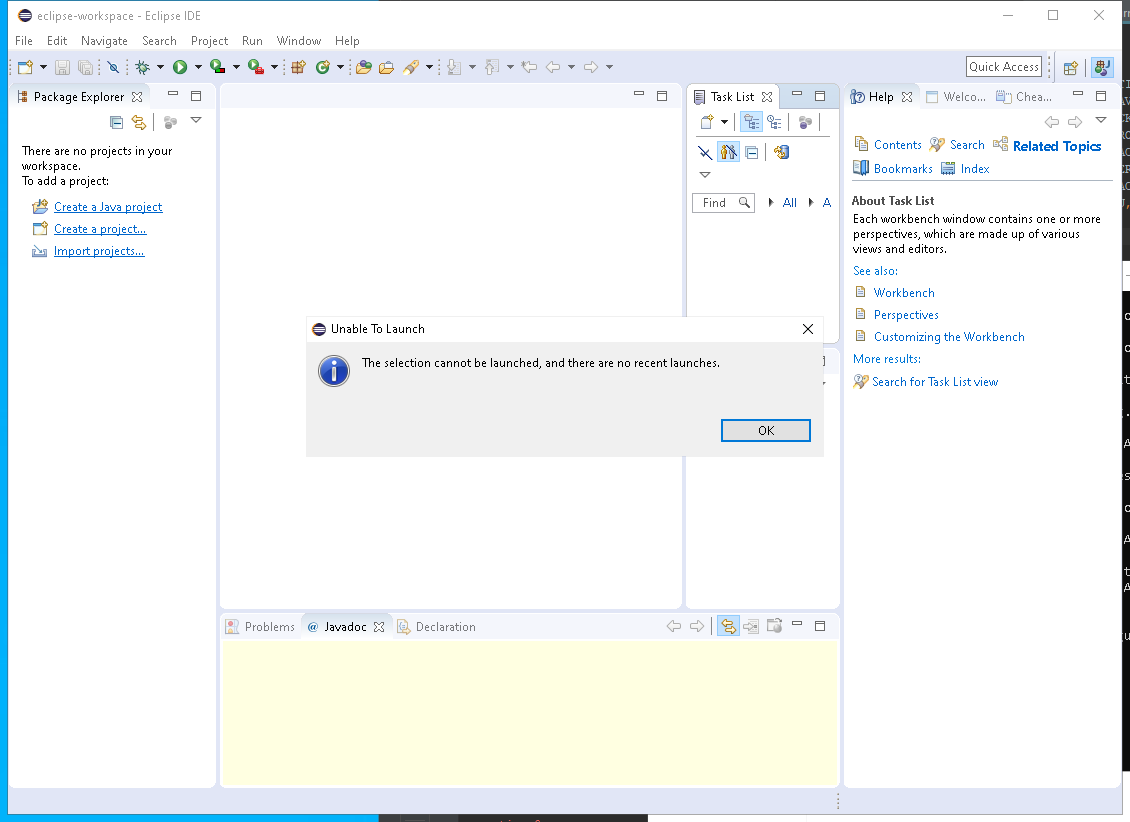 eclipse-workspace - Eclipse IDE
File Edit Navigate Search Project Run Window Help
Quick Access
Package Explorer
There are no projects in your
workspace.
To add a project:
Create a Java project
Create a project...
Import projects...
Task List
Find
All
A
Help
Welco...
Chea...
Contents
Search
Related Topics
Bookmarks
Index
About Task List
Each workbench window contains one or more
perspectives, which are made up of various
views and editors.
See also:
Workbench
Perspectives
Customizing the Workbench
More results:
Search for Task List view
Unable To Launch
The selection cannot be launched, and there are no recent launches.
OK
Problems
@ Javadoc
Declaration